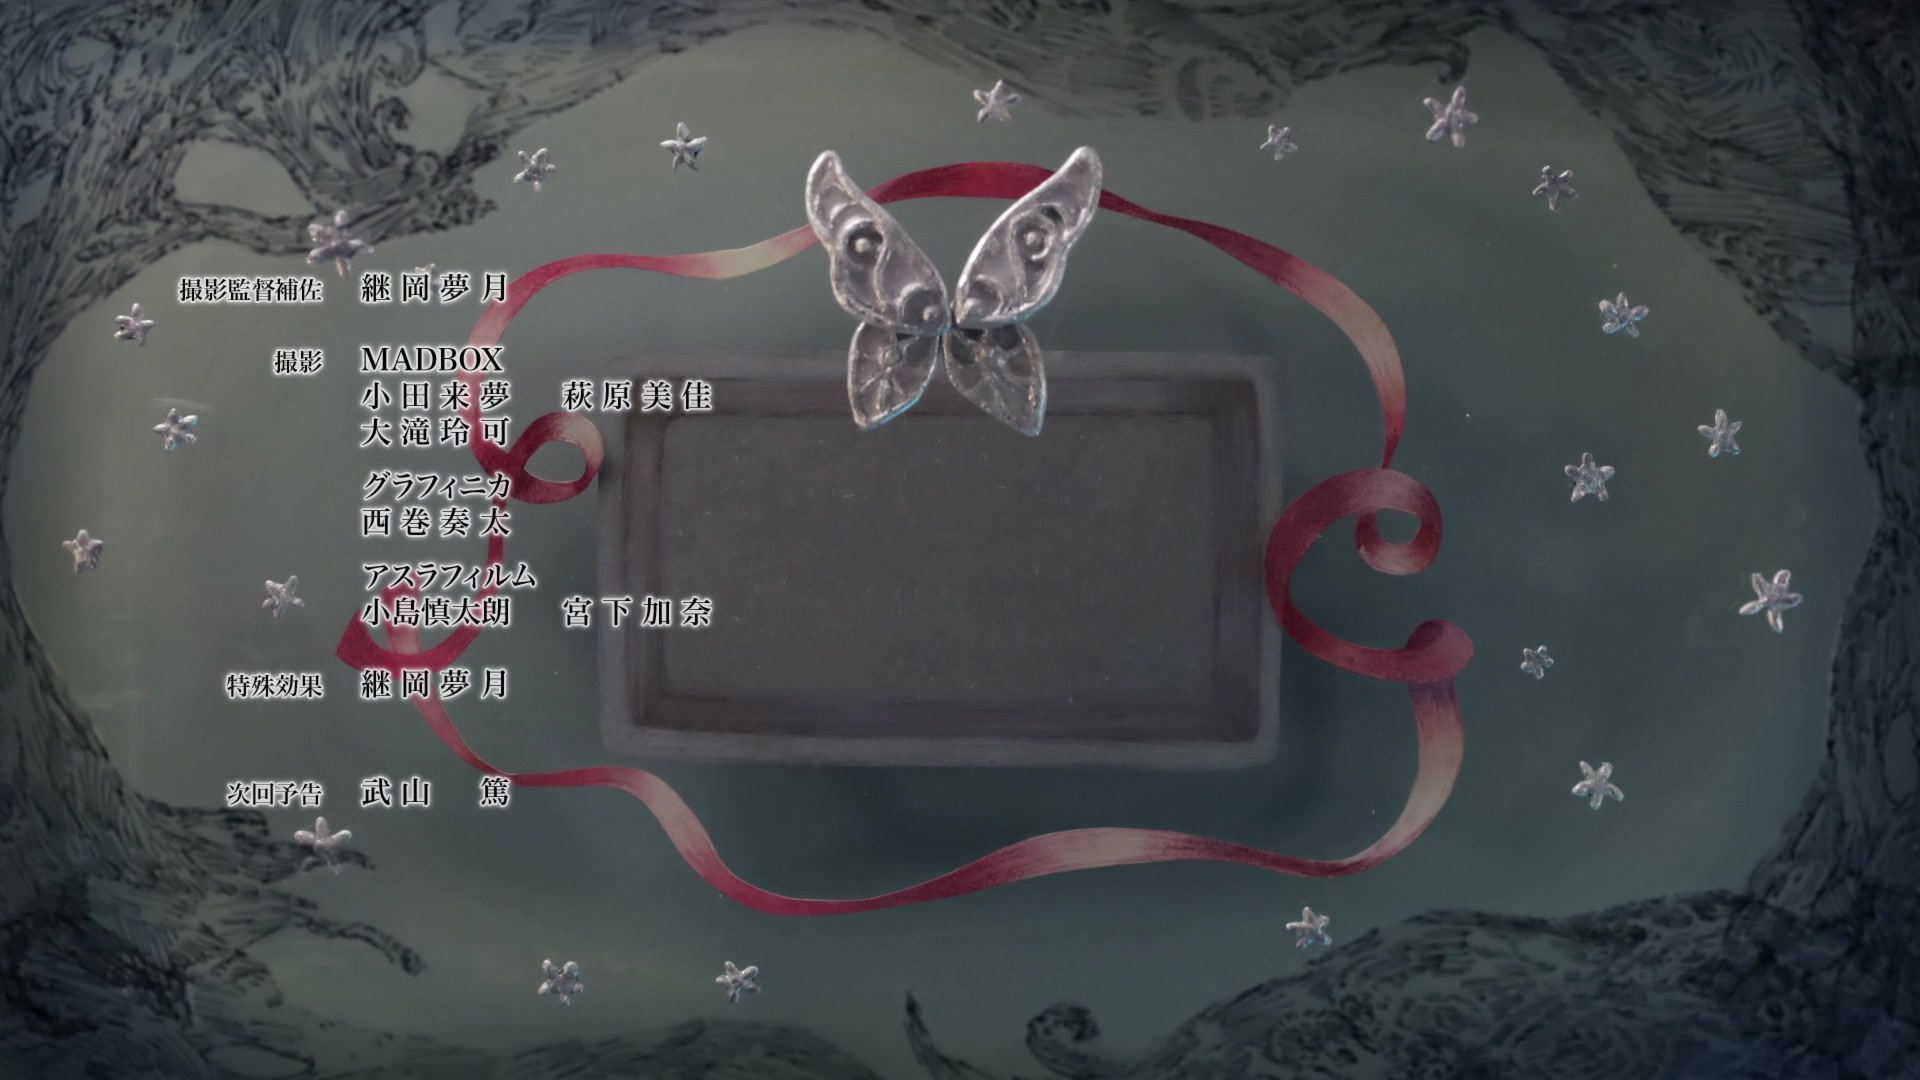 撮影監督補佐　継岡夢月
撮影　MADBOX
小田来夢　萩原美佳
大滝玲可
グラフィニカ
西巻奏太
アスラフィルム
小島慎太朗　宮下加奈
特殊効果　継岡夢月
次回予告　武山　篤